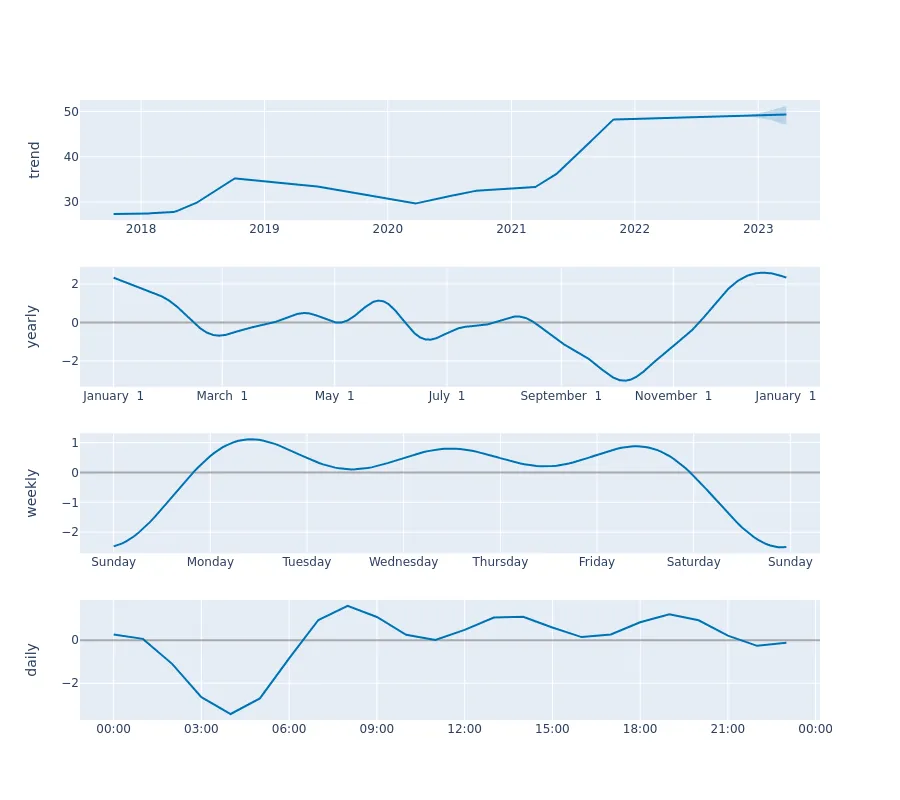 trend
50
40
30
2018 2019 2020 2021 2022 2023
yearly
2
0
−2
January 1 March 1 May 1 July 1 September 1 November 1 January 1
weekly
1
0
−1
−2
Sunday Monday Tuesday Wednesday Thursday Friday Saturday Sunday
daily
0
−2
00:00 03:00 06:00 09:00 12:00 15:00 18:00 21:00 00:00